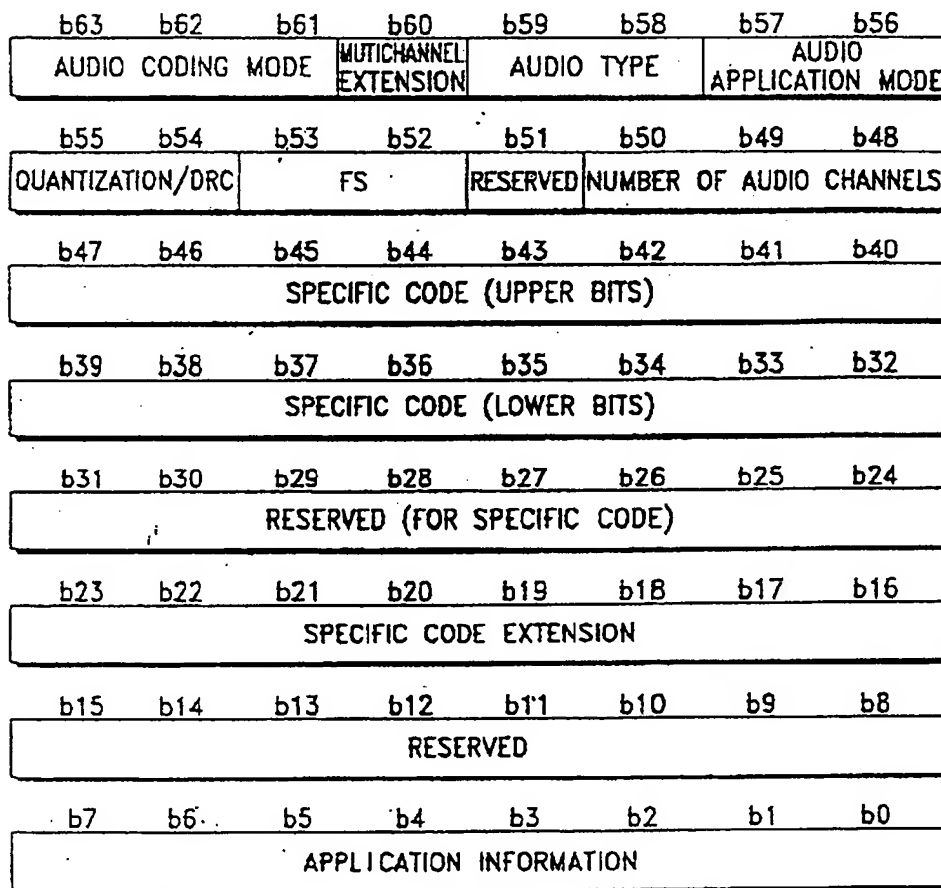 b63 b62 b61 b60 b59 b58 b57 b56
AUDIO CODING MODE
MUTICHANNEL
EXTENSION
AUDIO TYPE
AUDIO
APPLICATION MODE
b55 b54 b53 b52 b51 b50 b49 b48
QUANTIZATION/DRC FS RESERVED NUMBER OF AUDIO CHANNELS
b47 b46 b45 b44 b43 b42 b41 b40
SPECIFIC CODE (UPPER BITS)
b39 b38 b37 b36 b35 b34 b33 b32
SPECIFIC CODE (LOWER BITS)
b31 b30 b29 b28 b27 b26 b25 b24
RESERVED (FOR SPECIFIC CODE)
b23 b22 b21 b20 b19 b18 b17 b16
SPECIFIC CODE EXTENSION
b15 b14 b13 b12 b11 b10 b9 b8
RESERVED
b7 b6 b5 b4 b3 b2 b1 b0
APPLICATION INFORMATION